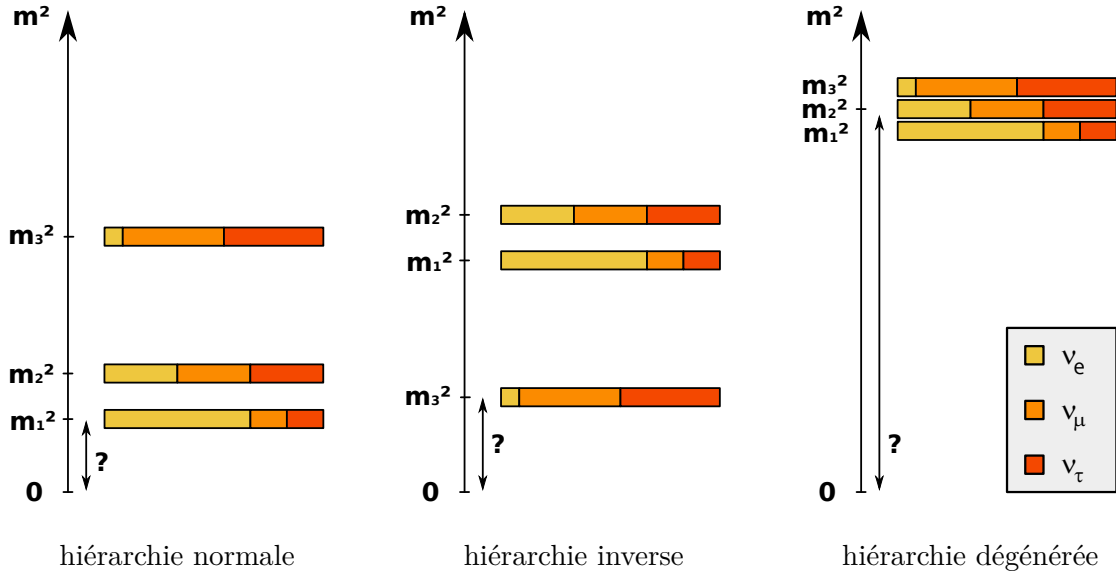 m²
m₃²
m₂²
m₁²
?
0
hiérarchie normale
m²
m₂²
m₁²
m₃²
?
0
hiérarchie inverse
m²
m₃²
m₂²
m₁²
?
0
νe
νμ
ντ
hiérarchie dégénérée